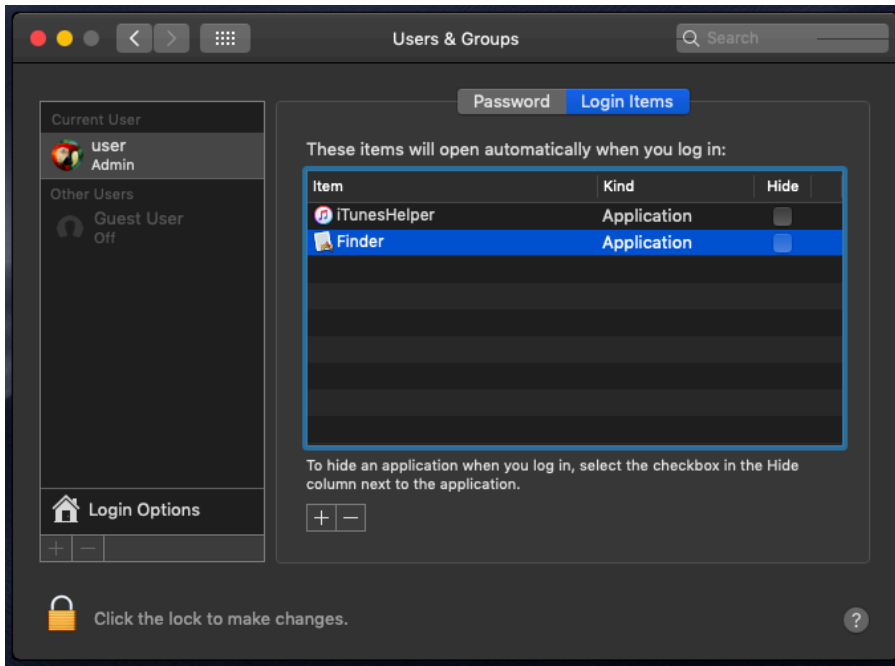 Users & Groups
Search
Password Login Items
Current User
user
Admin
Other Users
Guest User
Off
Login Options
These items will open automatically when you log in:
Item Kind Hide
iTunesHelper Application
Finder Application
To hide an application when you log in, select the checkbox in the Hide
column next to the application.
+ −
+ −
Click the lock to make changes.
?